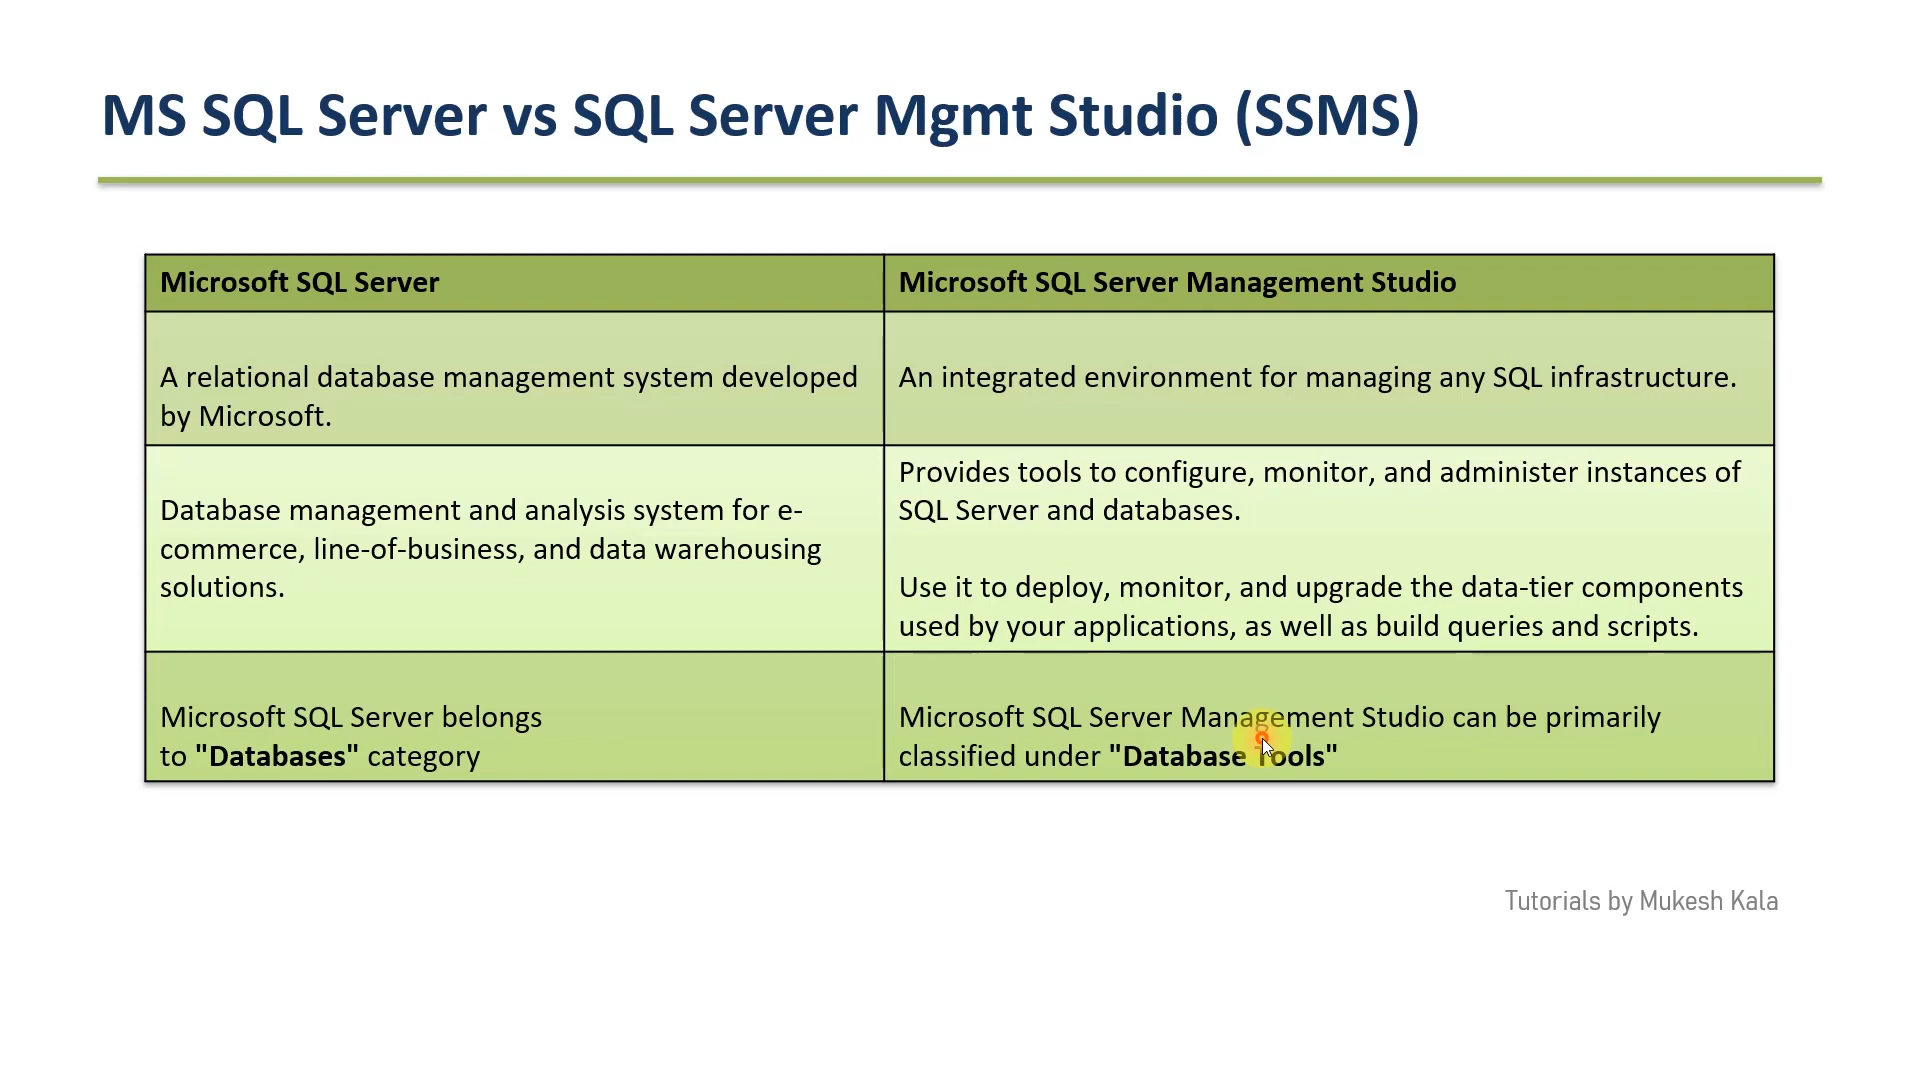 MS SQL Server vs SQL Server Mgmt Studio (SSMS)
Microsoft SQL Server
Microsoft SQL Server Management Studio
A relational database management system developed
by Microsoft.
An integrated environment for managing any SQL infrastructure.
Database management and analysis system for e-
commerce, line-of-business, and data warehousing
solutions.
Provides tools to configure, monitor, and administer instances of
SQL Server and databases.
Use it to deploy, monitor, and upgrade the data-tier components
used by your applications, as well as build queries and scripts.
Microsoft SQL Server belongs
to "Databases" category
Microsoft SQL Server Management Studio can be primarily
classified under "Database Tools"
Tutorials by Mukesh Kala